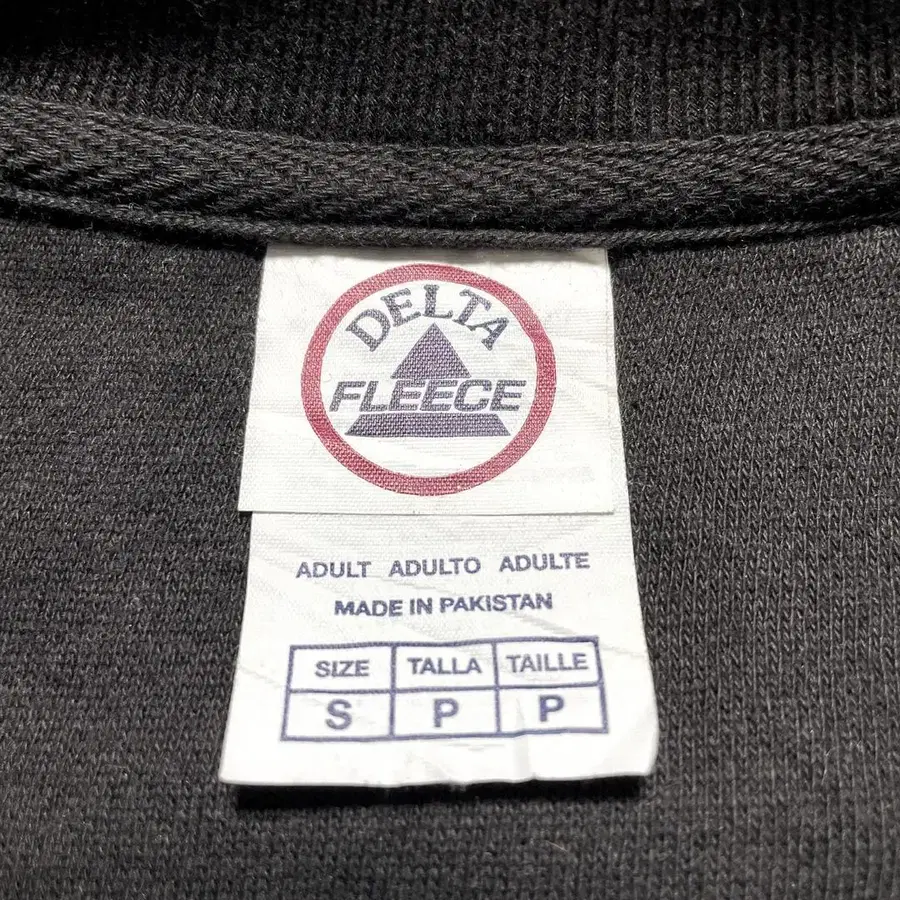 DELTA
FLEECE
ADULT ADULTO ADULTE
MADE IN PAKISTAN
SIZE TALLA TAILLE
S P P